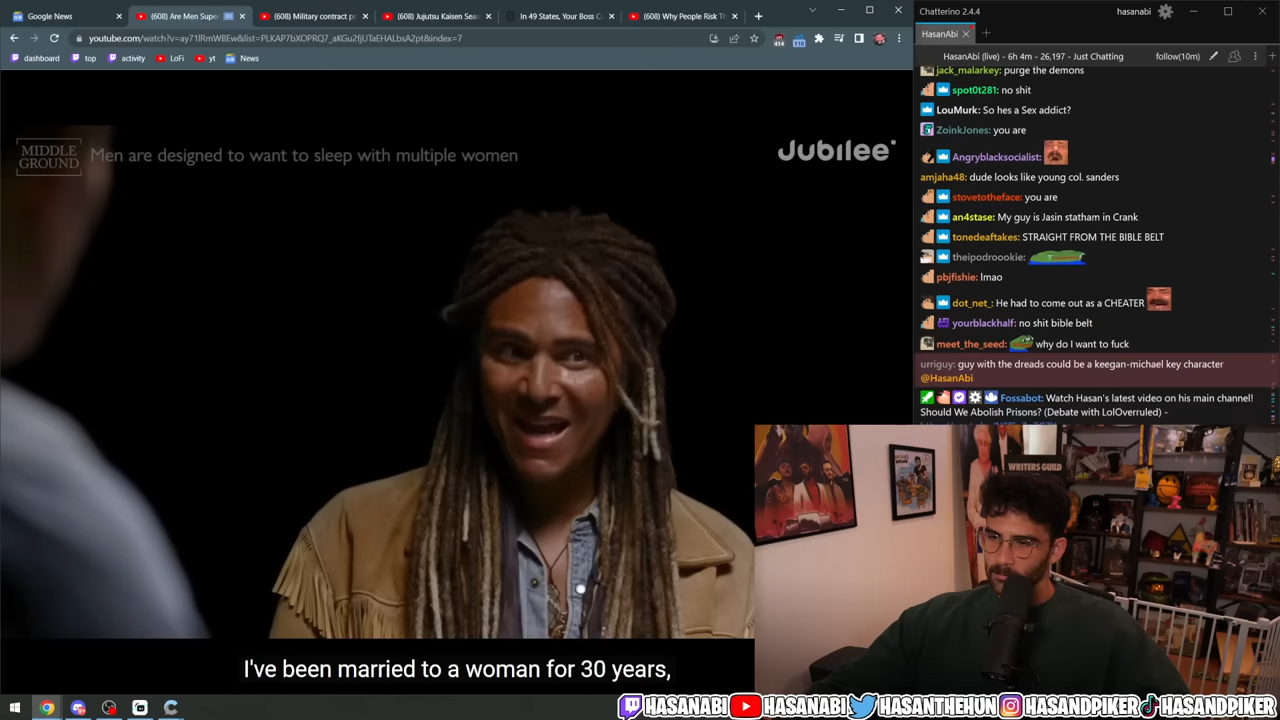 Google News
(608) Are Men Super
(608) Military contract pr
(608) Jujutsu Kaisen Sea
In 49 States, Your Boss C
(608) Why People Risk Th
youtube.com/watch?v=ay71lRmWBEw&list=PLKAP7bXOPRQ7_aKGu2fjUTaEHALbsA2pt&index=7
dashboard
top
activity
LoFi
yt
News
MIDDLE
GROUND
Men are designed to want to sleep with multiple women
Jubilee
I've been married to a woman for 30 years,
Chatterino 2.4.4
hasanabi
HasanAbi
HasanAbi (live) - 6h 4m - 26,197 - Just Chatting
follow(10m)
jack_malarkey: purge the demons
spot0t281: no shit
LouMurk: So hes a Sex addict?
ZoinkJones: you are
Angryblacksocialist:
amjaha48: dude looks like young col. sanders
stovetotheface: you are
an4stase: My guy is Jasin statham in Crank
tonedeaftakes: STRAIGHT FROM THE BIBLE BELT
theipodroookie:
pbjfishie: lmao
dot_net_: He had to come out as a CHEATER
yourblackhalf: no shit bible belt
meet_the_seed: why do I want to fuck
urriguy: guy with the dreads could be a keegan-michael key character
@HasanAbi
Fossabot: Watch Hasan's latest video on his main channel!
Should We Abolish Prisons? (Debate with LolOverruled) -
WRITERS GUILD
HASANABI
HASANABI
HASANTHEHUN
HASANDPIKER
HASANDPIKER